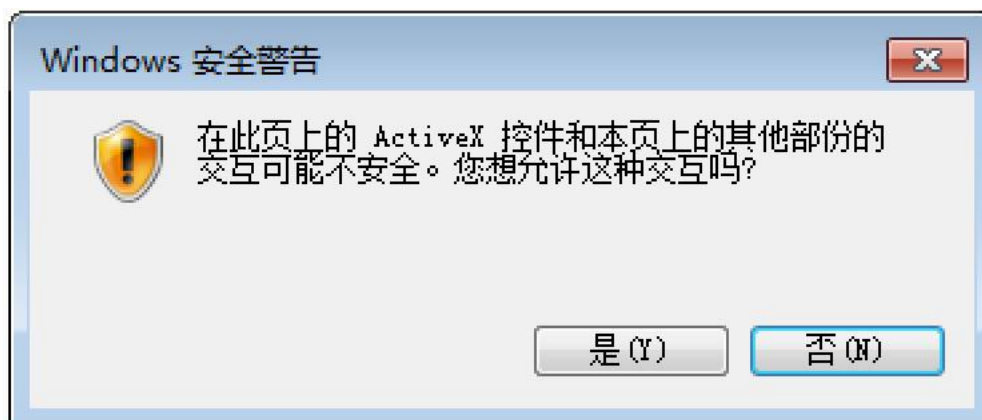 Windows 安全警告
在此页上的 ActiveX 控件和本页上的其他部份的
交互可能不安全。您想允许这种交互吗?
是(Y)
否(N)